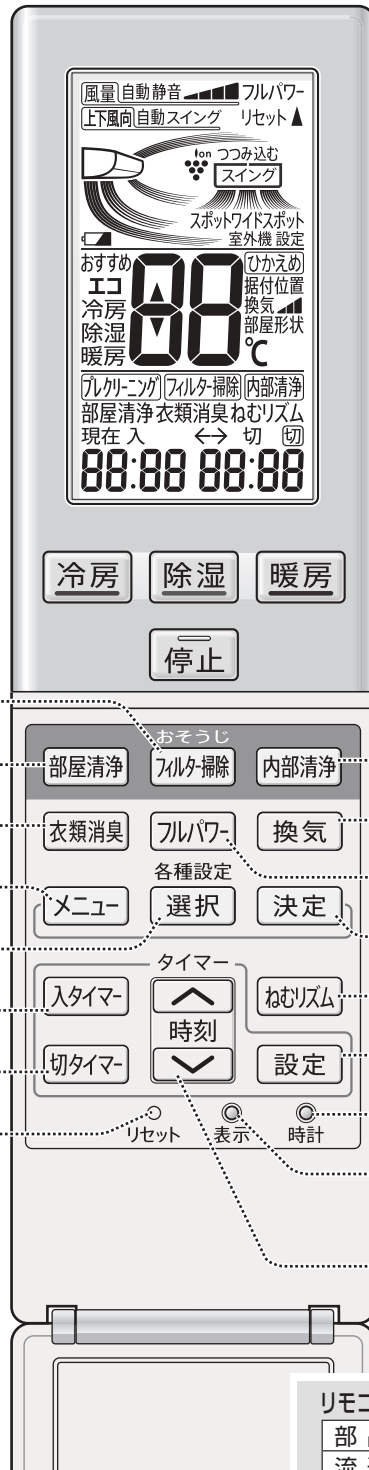 風量 自動 静音 フルパワー
上下風向 自動 スイング リセット▲
ion つつみ込む
スイング
スポットワイドスポット
室外機 設定
おすすめ 88 ひかえめ
エコ ▲ 据付位置
冷房 換気
除湿 ▼ 部屋形状
暖房 ℃
プレクリーニング フィルター掃除 内部清浄
部屋清浄 衣類消臭 ねむリズム
現在 入 ←→ 切 切
88:88 88:88
冷房 除湿 暖房
停止
おそうじ
部屋清浄 フィルター掃除 内部清浄
衣類消臭 フルパワー 換気
各種設定
メニュー 選択 決定
タイマー
入タイマー ねむリズム
時刻
切タイマー 設定
リセット 表示 時計
リモコ
部